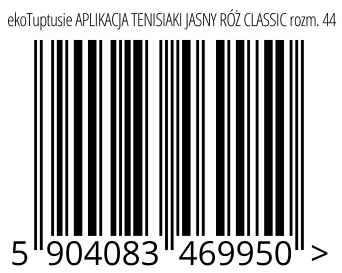 ekoTuptusie APLIKACJA TENISIAKI JASNY RÓŻ CLASSIC rozm. 44
5 904083 469950 >